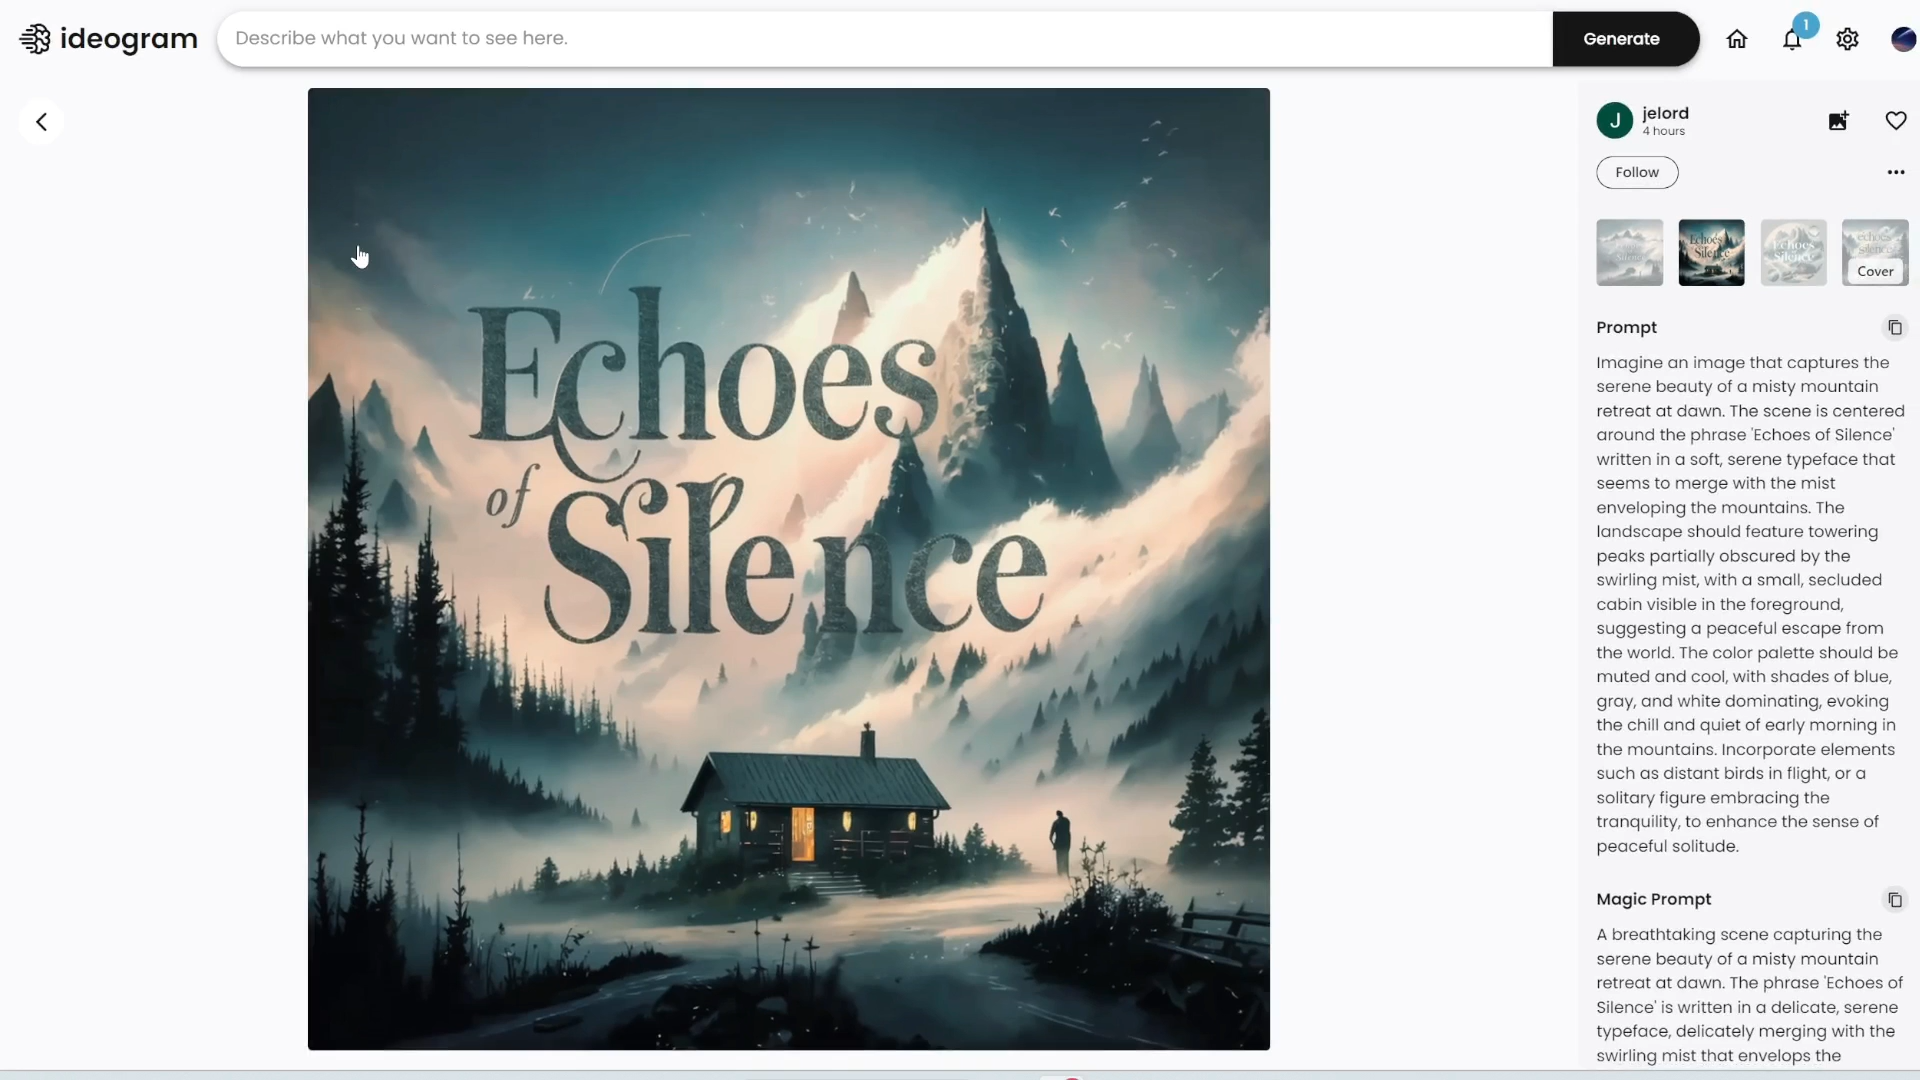 ideogram
Describe what you want to see here.
Generate
1
J
jelord
4 hours
Follow
Echoes
of
Silence
Echoes
Silence
Echoes
Silence
echoes
silence
Cover
Prompt
Imagine an image that captures the
serene beauty of a misty mountain
retreat at dawn. The scene is centered
around the phrase 'Echoes of Silence'
written in a soft, serene typeface that
seems to merge with the mist
enveloping the mountains. The
landscape should feature towering
peaks partially obscured by the
swirling mist, with a small, secluded
cabin visible in the foreground,
suggesting a peaceful escape from
the world. The color palette should be
muted and cool, with shades of blue,
gray, and white dominating, evoking
the chill and quiet of early morning in
the mountains. Incorporate elements
such as distant birds in flight, or a
solitary figure embracing the
tranquility, to enhance the sense of
peaceful solitude.
Magic Prompt
A breathtaking scene capturing the
serene beauty of a misty mountain
retreat at dawn. The phrase 'Echoes of
Silence' is written in a delicate, serene
typeface, delicately merging with the
swirling mist that envelops the